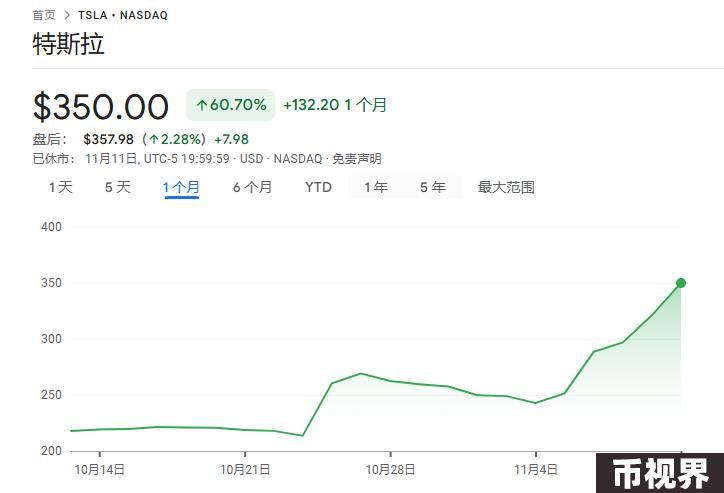 首页 > TSLA • NASDAQ
特斯拉
$350.00 ↑60.70% +132.20 1 个月
盘后： $357.98 (↑2.28%) +7.98
已休市： 11月11日, UTC-5 19:59:59 · USD · NASDAQ · 免责声明
1 天 5 天 1 个月 6 个月 YTD 1 年 5 年 最大范围
400
350
300
250
200
10月14日 10月21日 10月28日 11月4日
币视界